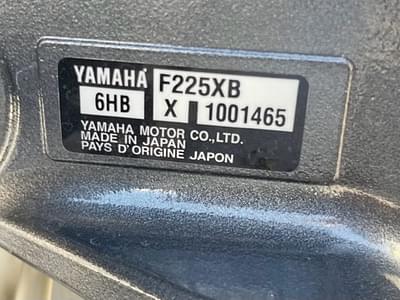 YAMAHA F225XB
6HB X 1001465
YAMAHA MOTOR CO.,LTD.
MADE IN JAPAN
PAYS D'ORIGINE JAPON